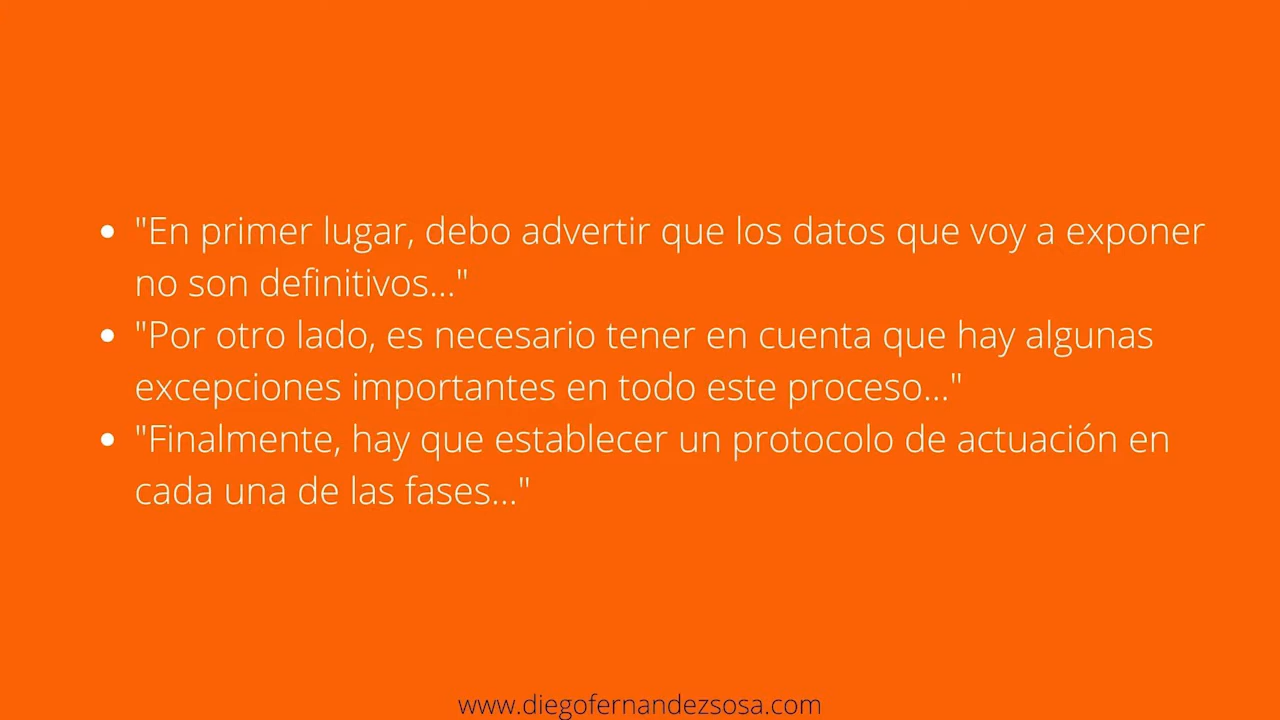 • "En primer lugar, debo advertir que los datos que voy a exponer
no son definitivos..."
• "Por otro lado, es necesario tener en cuenta que hay algunas
excepciones importantes en todo este proceso..."
• "Finalmente, hay que establecer un protocolo de actuación en
cada una de las fases..."
www.diegofernandezsosa.com